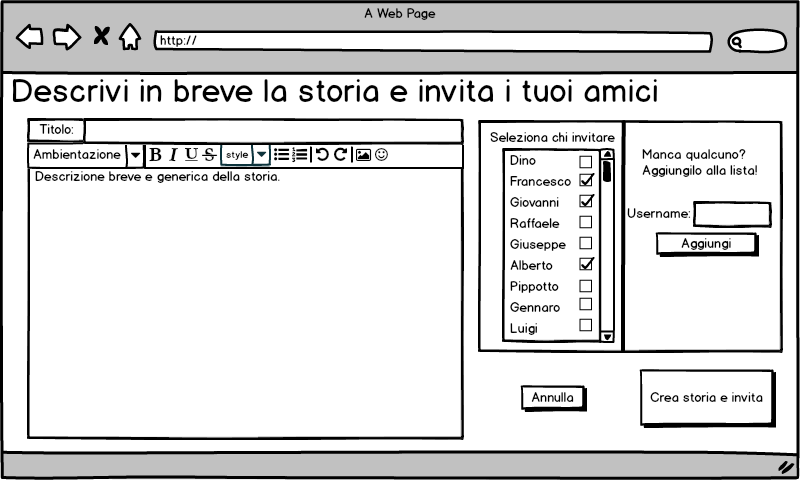 A Web Page
http://
Descrivi in breve la storia e invita i tuoi amici
Titolo:
Ambientazione B I U S style
Descrizione breve e generica della storia.
Seleziona chi invitare
Dino
Francesco
Giovanni
Raffaele
Giuseppe
Alberto
Pippotto
Gennaro
Luigi
Manca qualcuno?
Aggiungilo alla lista!
Username:
Aggiungi
Annulla
Crea storia e invita